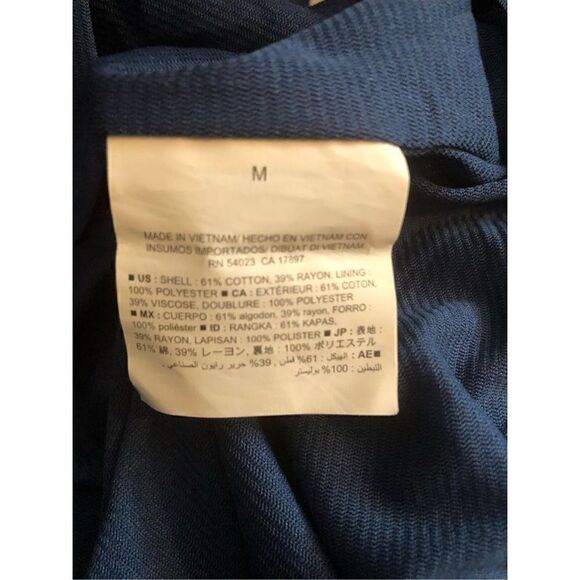 M
MADE IN VIETNAM/ HECHO EN VIETNAM CON
INSUMOS IMPORTADOS/ DIBUAT DI VIETNAM
RN 54023 CA 17897
■ US : SHELL : 61% COTTON, 39% RAYON, LINING :
100% POLYESTER ■ CA : EXTÉRIEUR : 61% COTON,
39% VISCOSE, DOUBLURE : 100% POLYESTER
■ MX : CUERPO : 61% algodon, 39% rayon, FORRO :
100% poliéster ■ ID : RANGKA : 61% KAPAS,
39% RAYON, LAPISAN : 100% POLISTER ■ JP : 表地 :
61% 綿, 39% レーヨン, 裏地 : 100% ポリエステル
■AE : الهيكل : 61% قطن , 39% حرير رايون الصناعي ,
التبطين : 100% بوليستر